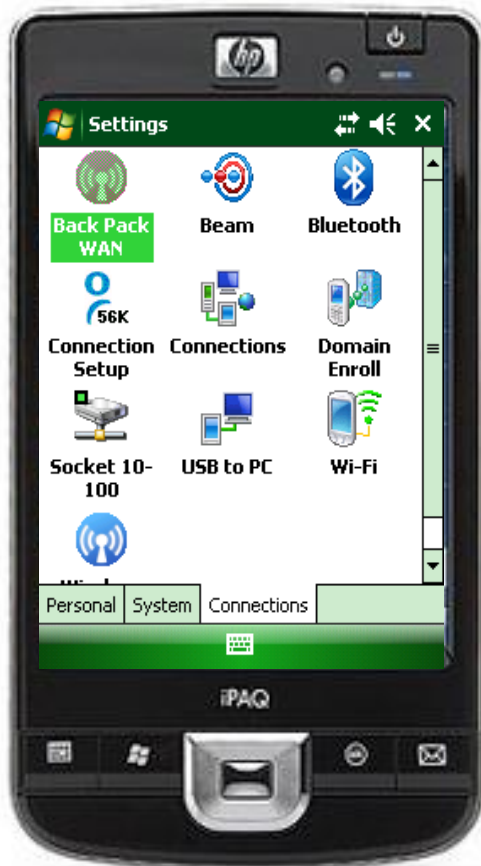 hp
Settings
Back Pack
WAN
Beam
Bluetooth
56K
Connection
Setup
Connections
Domain
Enroll
Socket 10-
100
USB to PC
Wi-Fi
Personal
System
Connections
iPAQ